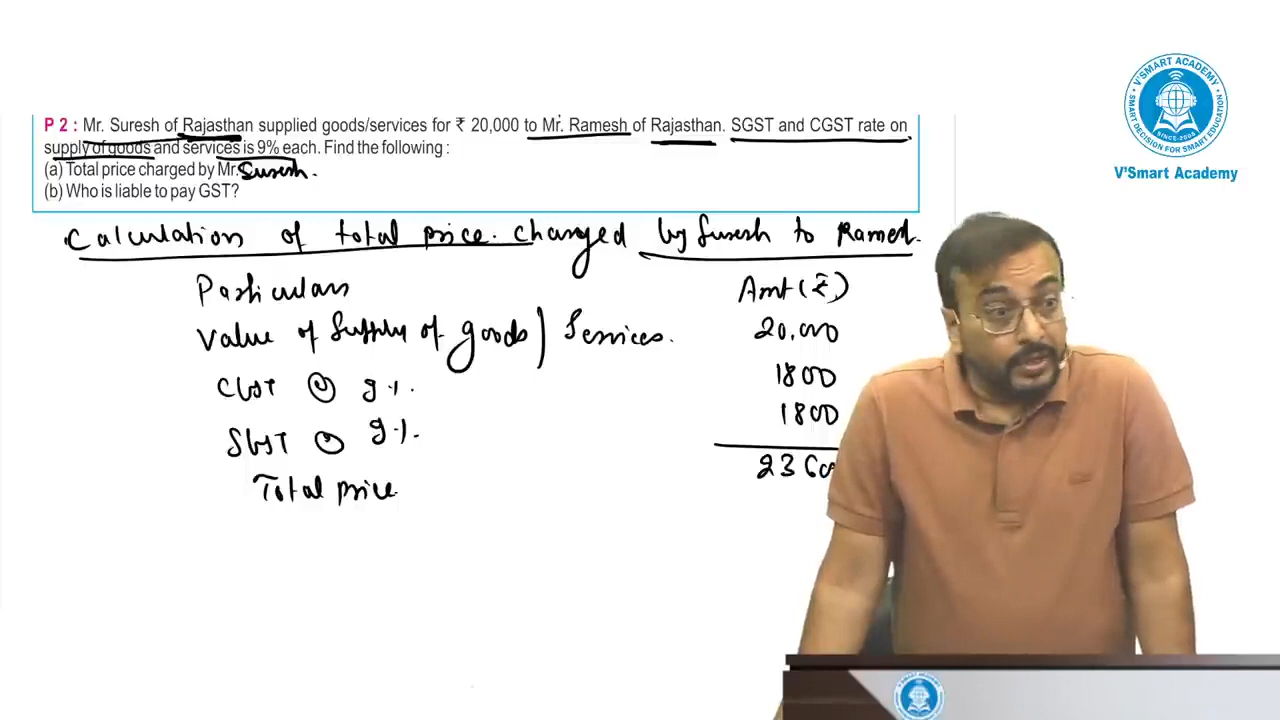 P 2 : Mr. Suresh of Rajasthan supplied goods/services for ₹ 20,000 to Mr. Ramesh of Rajasthan. SGST and CGST rate on
supply of goods and services is 9% each. Find the following :
(a) Total price charged by Mr. Suresh.
(b) Who is liable to pay GST?
Calculation of total price charged by Suresh to Ramesh.
Particulars Amt (₹)
Value of Supply of goods / Services. 20,000
CGST @ 9%. 1800
SGST @ 9%. 1800
Total price
V'SMART ACADEMY
SMART DECISION FOR SMART EDUCATION
SINCE-2008
V'Smart Academy